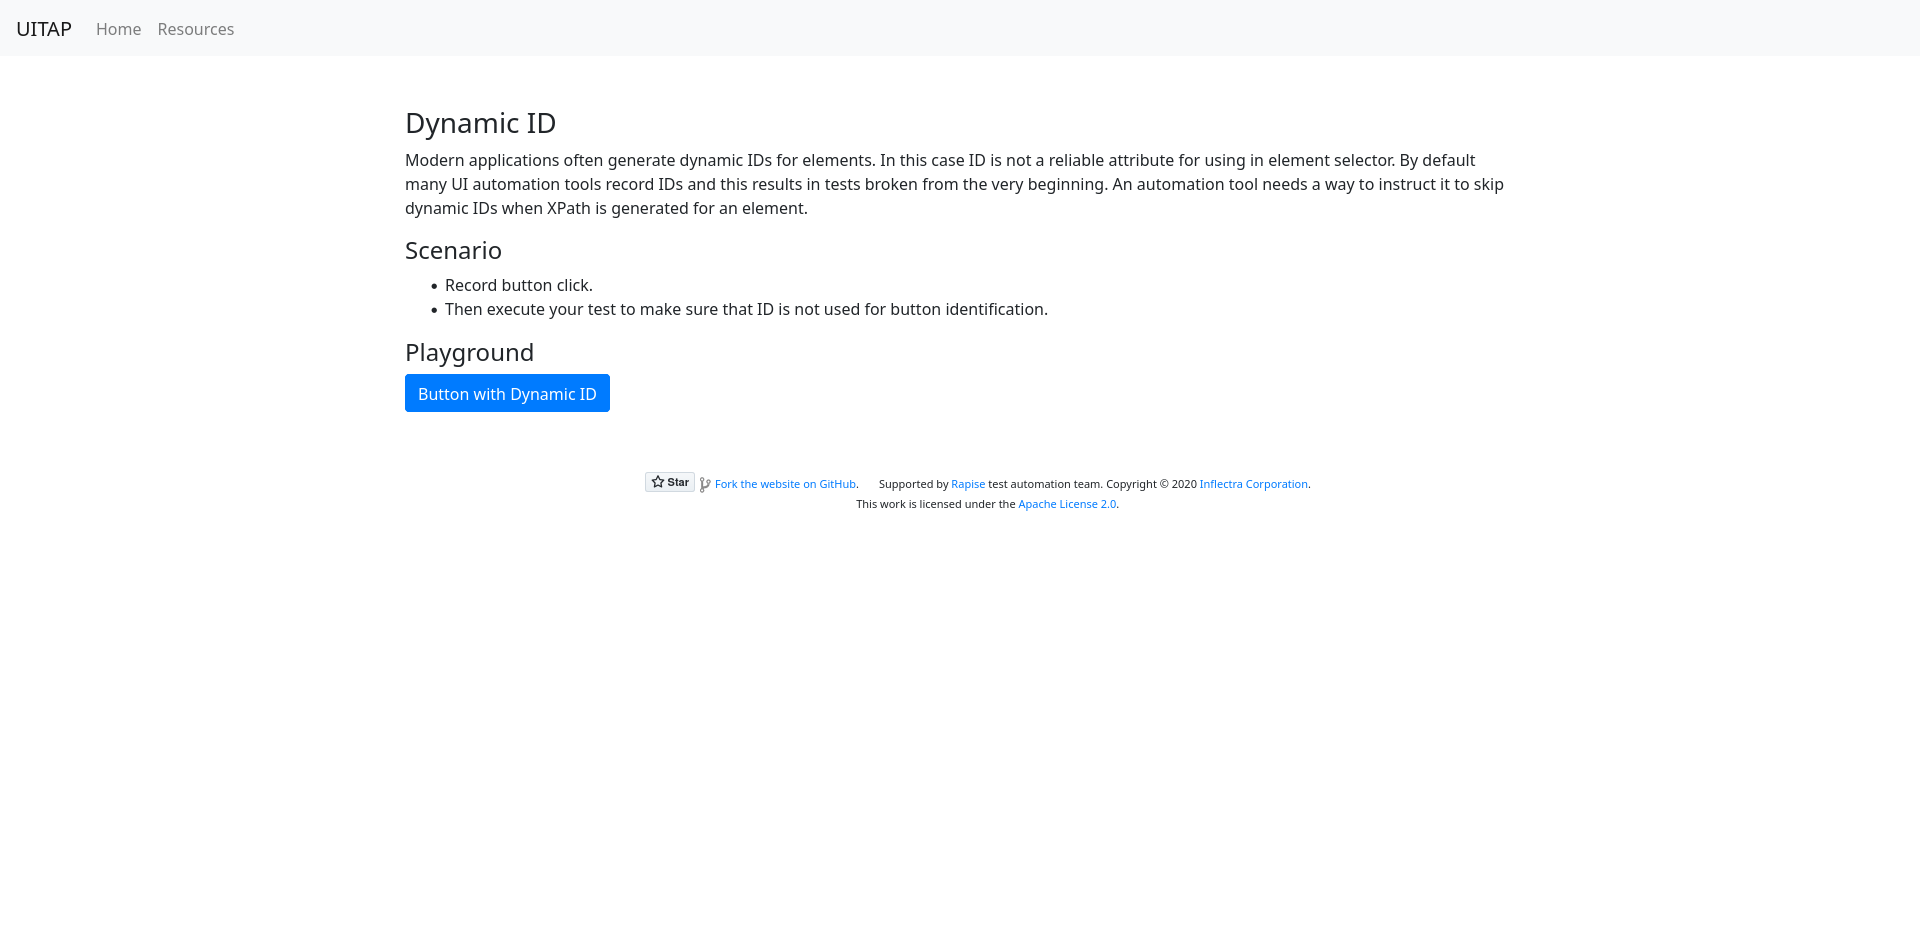 UITAP Home Resources
Dynamic ID
Modern applications often generate dynamic IDs for elements. In this case ID is not a reliable attribute for using in element selector. By default
many UI automation tools record IDs and this results in tests broken from the very beginning. An automation tool needs a way to instruct it to skip
dynamic IDs when XPath is generated for an element.
Scenario
• Record button click.
• Then execute your test to make sure that ID is not used for button identification.
Playground
Button with Dynamic ID
Star Fork the website on GitHub. Supported by Rapise test automation team. Copyright © 2020 Inflectra Corporation.
This work is licensed under the Apache License 2.0.